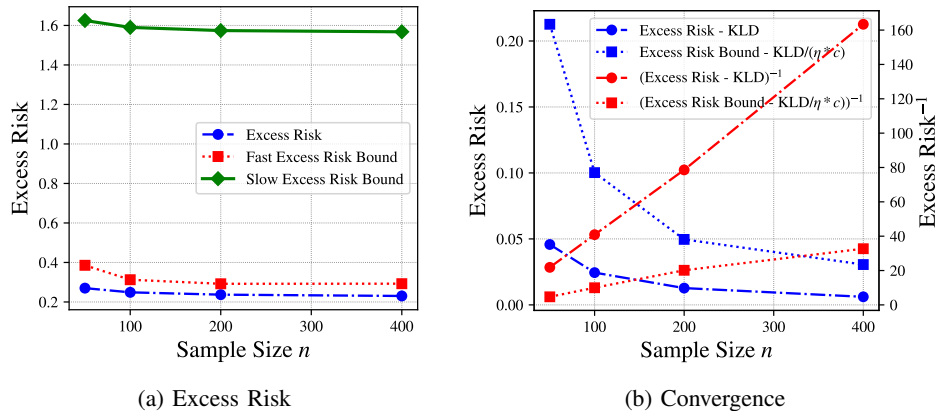 1.6
1.4
1.2
1.0
0.8
0.6
0.4
0.2
Excess Risk
Excess Risk
Fast Excess Risk Bound
Slow Excess Risk Bound
100 200 300 400
Sample Size n
(a) Excess Risk
0.20
0.15
0.10
0.05
0.00
Excess Risk
Excess Risk - KLD
Excess Risk Bound - KLD/(η * c)
(Excess Risk - KLD)⁻¹
(Excess Risk Bound - KLD/η * c))⁻¹
160
140
120
100
80
60
40
20
0
Excess Risk⁻¹
100 200 300 400
Sample Size n
(b) Convergence